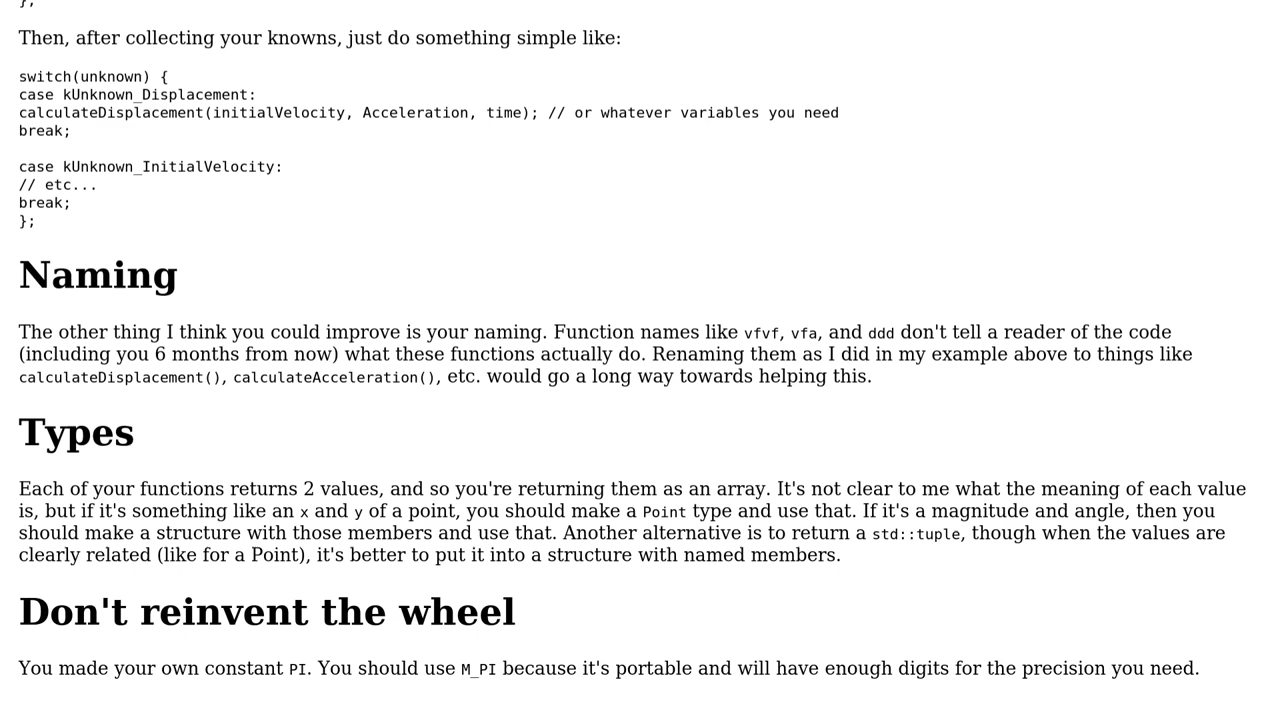 };
Then, after collecting your knowns, just do something simple like:
switch(unknown) {
case kUnknown_Displacement:
calculateDisplacement(initialVelocity, Acceleration, time); // or whatever variables you need
break;
case kUnknown_InitialVelocity:
// etc...
break;
};
Naming
The other thing I think you could improve is your naming. Function names like vfvf, vfa, and ddd don't tell a reader of the code
(including you 6 months from now) what these functions actually do. Renaming them as I did in my example above to things like
calculateDisplacement(), calculateAcceleration(), etc. would go a long way towards helping this.
Types
Each of your functions returns 2 values, and so you're returning them as an array. It's not clear to me what the meaning of each value
is, but if it's something like an x and y of a point, you should make a Point type and use that. If it's a magnitude and angle, then you
should make a structure with those members and use that. Another alternative is to return a std::tuple, though when the values are
clearly related (like for a Point), it's better to put it into a structure with named members.
Don't reinvent the wheel
You made your own constant PI. You should use M_PI because it's portable and will have enough digits for the precision you need.